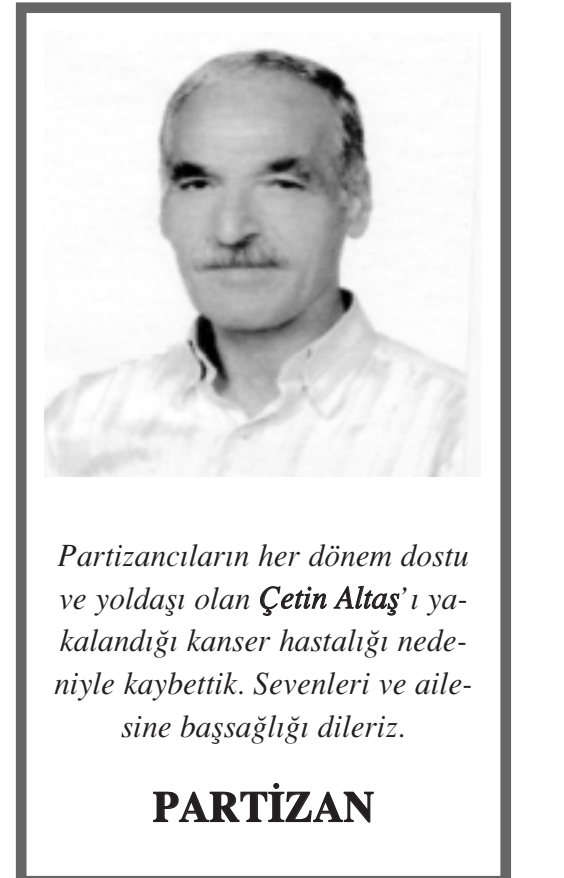 Partizancıların her dönem dostu
ve yoldaşı olan Çetin Altaş'ı ya-
kalandığı kanser hastalığı nede-
niyle kaybettik. Sevenleri ve aile-
sine başsağlığı dileriz.
PARTİZAN